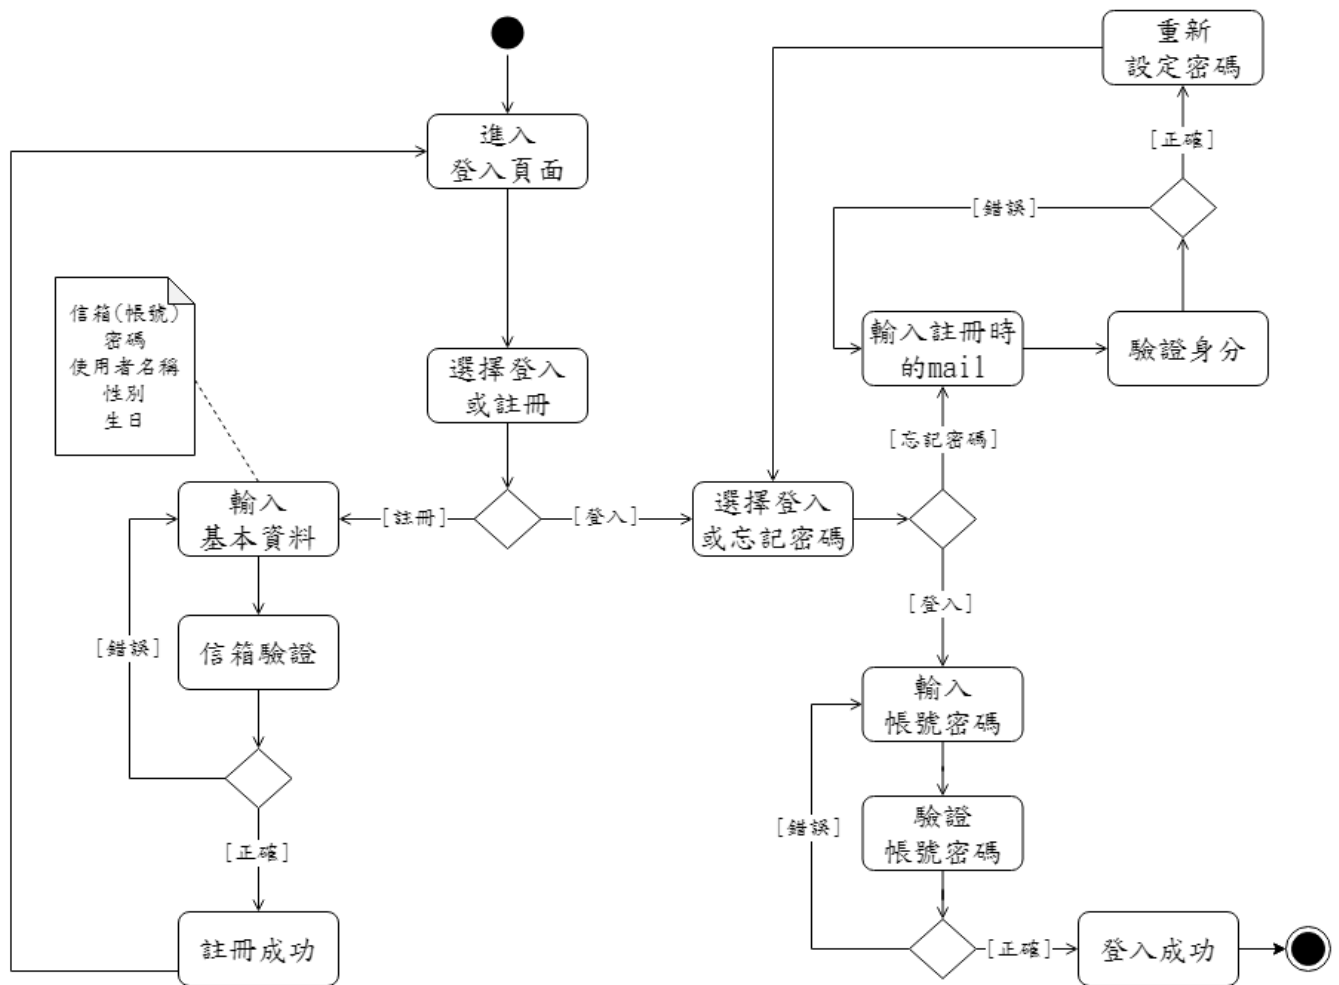 重新
設定密碼
進入
登入頁面
[正確]
[錯誤]
信箱(帳號)
密碼
使用者名稱
性別
生日
選擇登入
或註冊
輸入註冊時
的mail
驗證身分
[忘記密碼]
輸入
基本資料
[註冊]
[登入]
選擇登入
或忘記密碼
[登入]
[錯誤]
信箱驗證
輸入
帳號密碼
[錯誤]
驗證
帳號密碼
[正確]
註冊成功
[正確]
登入成功